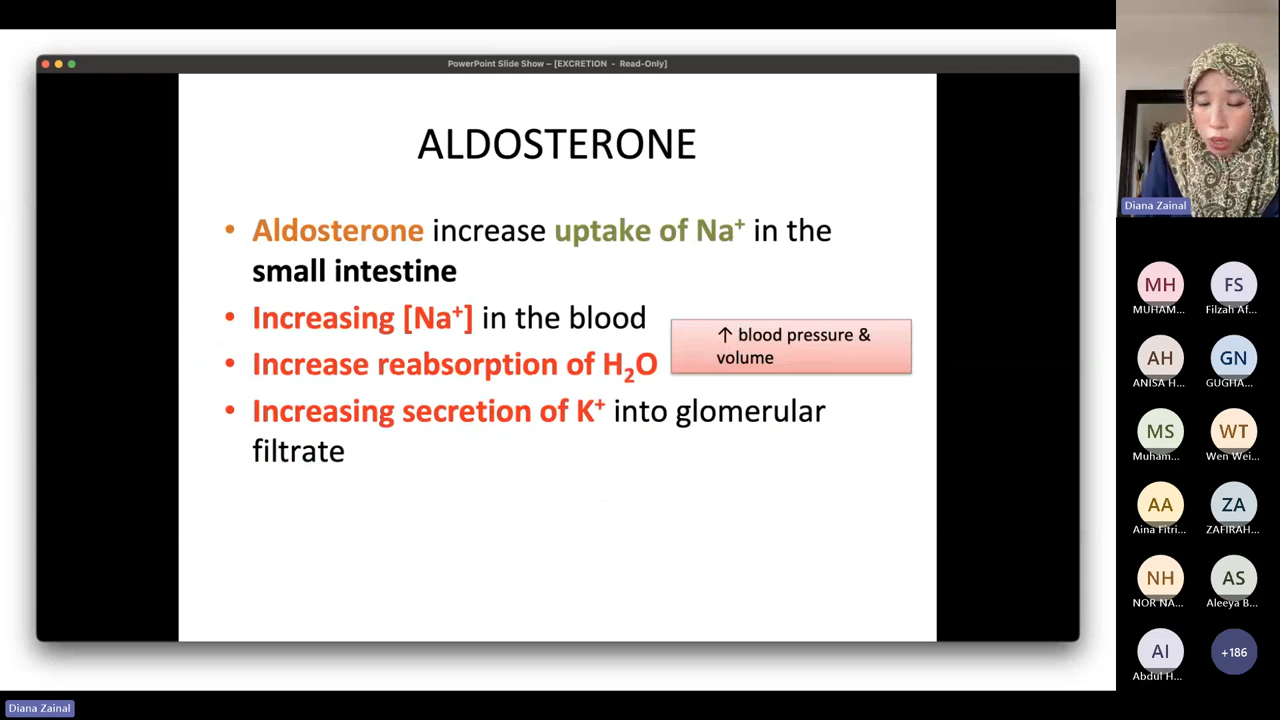 PowerPoint Slide Show – [EXCRETION - Read-Only]
ALDOSTERONE
• Aldosterone increase uptake of Na⁺ in the
small intestine
• Increasing [Na⁺] in the blood
• Increase reabsorption of H₂O
↑ blood pressure &
volume
• Increasing secretion of K⁺ into glomerular
filtrate
Diana Zainal
MH
MUHAM...
FS
Filzah Af...
AH
ANISA H...
GN
GUGHA...
MS
Muham...
WT
Wen Wei...
AA
Aina Fitri...
ZA
ZAFIRAH...
NH
NOR NA...
AS
Aleeya B...
AI
Abdul H...
+186
Diana Zainal